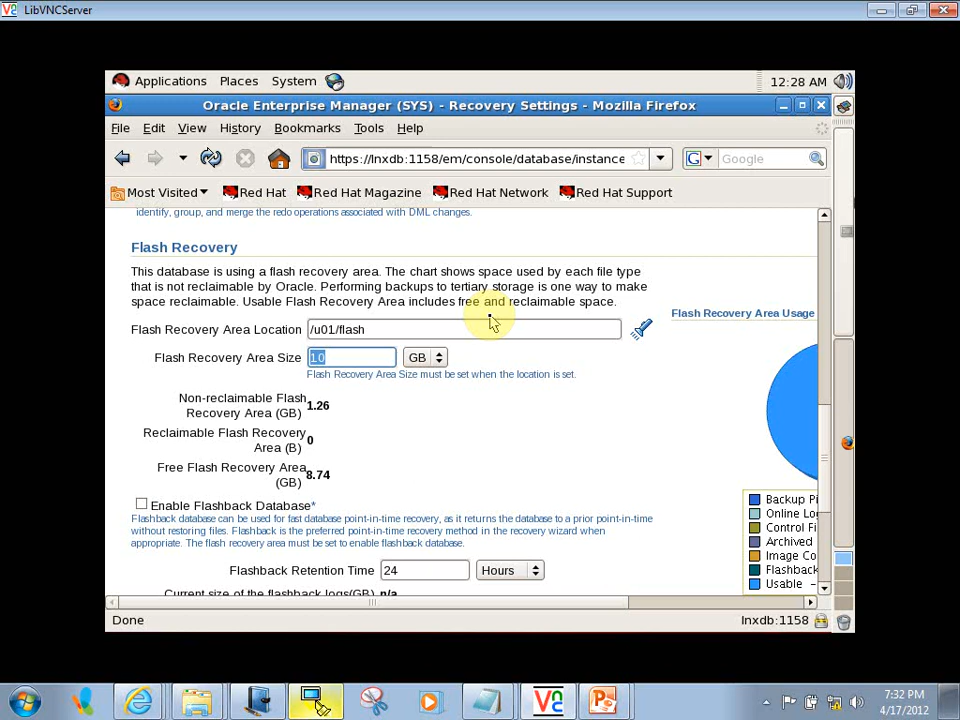 LibVNCServer
Applications Places System 12:28 AM
Oracle Enterprise Manager (SYS) - Recovery Settings - Mozilla Firefox
File Edit View History Bookmarks Tools Help
https://lnxdb:1158/em/console/database/instance
Google
Most Visited Red Hat Red Hat Magazine Red Hat Network Red Hat Support
identify, group, and merge the redo operations associated with DML changes.
Flash Recovery
This database is using a flash recovery area. The chart shows space used by each file type
that is not reclaimable by Oracle. Performing backups to tertiary storage is one way to make
space reclaimable. Usable Flash Recovery Area includes free and reclaimable space.
Flash Recovery Area Usage
Flash Recovery Area Location /u01/flash
Flash Recovery Area Size 10 GB
Flash Recovery Area Size must be set when the location is set.
Non-reclaimable Flash
Recovery Area (GB) 1.26
Reclaimable Flash Recovery
Area (B) 0
Free Flash Recovery Area
(GB) 8.74
Enable Flashback Database*
Flashback database can be used for fast database point-in-time recovery, as it returns the database to a prior point-in-time
without restoring files. Flashback is the preferred point-in-time recovery method in the recovery wizard when
appropriate. The flash recovery area must be set to enable flashback database.
Flashback Retention Time 24 Hours
Current size of the flashback logs(GB) n/a
Backup Pi
Online Lo
Control Fi
Archived
Image Co
Flashback
Usable -
Done lnxdb:1158
7:32 PM
4/17/2012